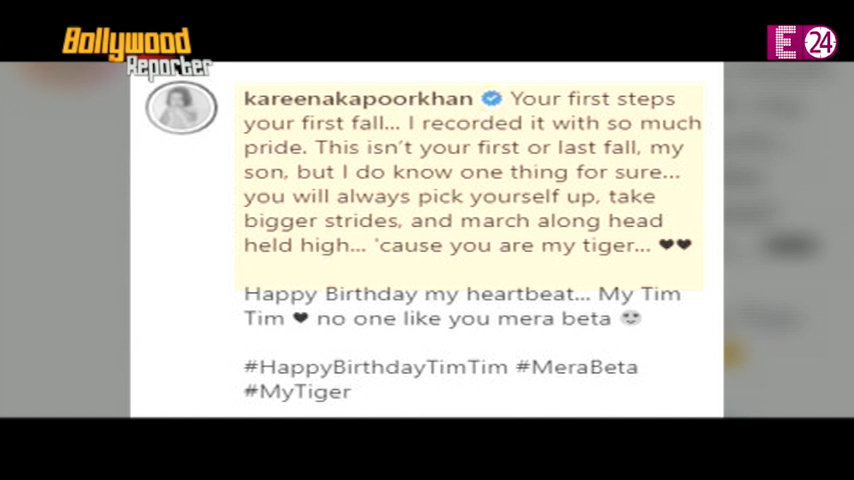 Bollywood
Reporter
E 24
kareenakapoorkhan Your first steps
your first fall... I recorded it with so much
pride. This isn't your first or last fall, my
son, but I do know one thing for sure...
you will always pick yourself up, take
bigger strides, and march along head
held high... 'cause you are my tiger... ❤❤
Happy Birthday my heartbeat... My Tim
Tim ❤ no one like you mera beta 😍
#HappyBirthdayTimTim #MeraBeta
#MyTiger